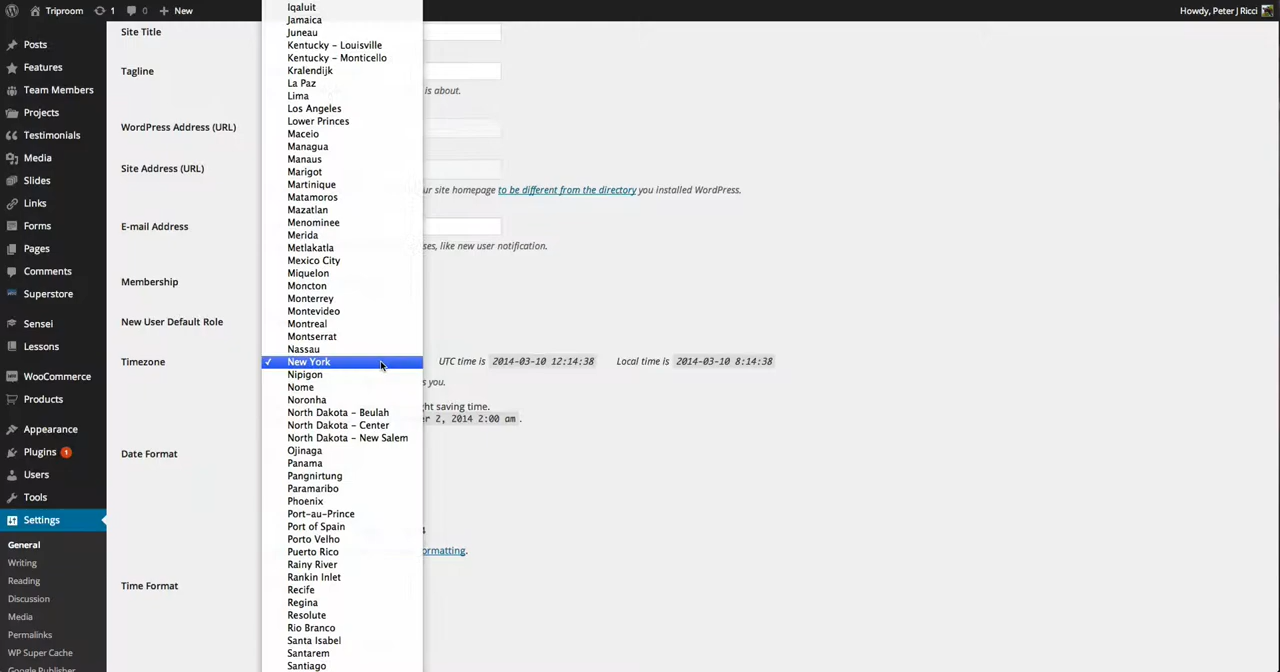 Triproom 1 0 + New Howdy, Peter J Ricci
Posts
Features
Team Members
Projects
Testimonials
Media
Slides
Links
Forms
Pages
Comments
Superstore
Sensei
Lessons
WooCommerce
Products
Appearance
Plugins 1
Users
Tools
Settings
General
Writing
Reading
Discussion
Media
Permalinks
WP Super Cache
Google Publisher
Site Title
Tagline
is about.
WordPress Address (URL)
Site Address (URL)
ur site homepage to be different from the directory you installed WordPress.
E-mail Address
ses, like new user notification.
Membership
New User Default Role
Timezone
UTC time is 2014-03-10 12:14:38 Local time is 2014-03-10 8:14:38
s you.
ght saving time.
er 2, 2014 2:00 am .
Date Format
4
ormatting.
Time Format
Iqaluit
Jamaica
Juneau
Kentucky – Louisville
Kentucky – Monticello
Kralendijk
La Paz
Lima
Los Angeles
Lower Princes
Maceio
Managua
Manaus
Marigot
Martinique
Matamoros
Mazatlan
Menominee
Merida
Metlakatla
Mexico City
Miquelon
Moncton
Monterrey
Montevideo
Montreal
Montserrat
Nassau
✓ New York
Nipigon
Nome
Noronha
North Dakota – Beulah
North Dakota – Center
North Dakota – New Salem
Ojinaga
Panama
Pangnirtung
Paramaribo
Phoenix
Port-au-Prince
Port of Spain
Porto Velho
Puerto Rico
Rainy River
Rankin Inlet
Recife
Regina
Resolute
Rio Branco
Santa Isabel
Santarem
Santiago